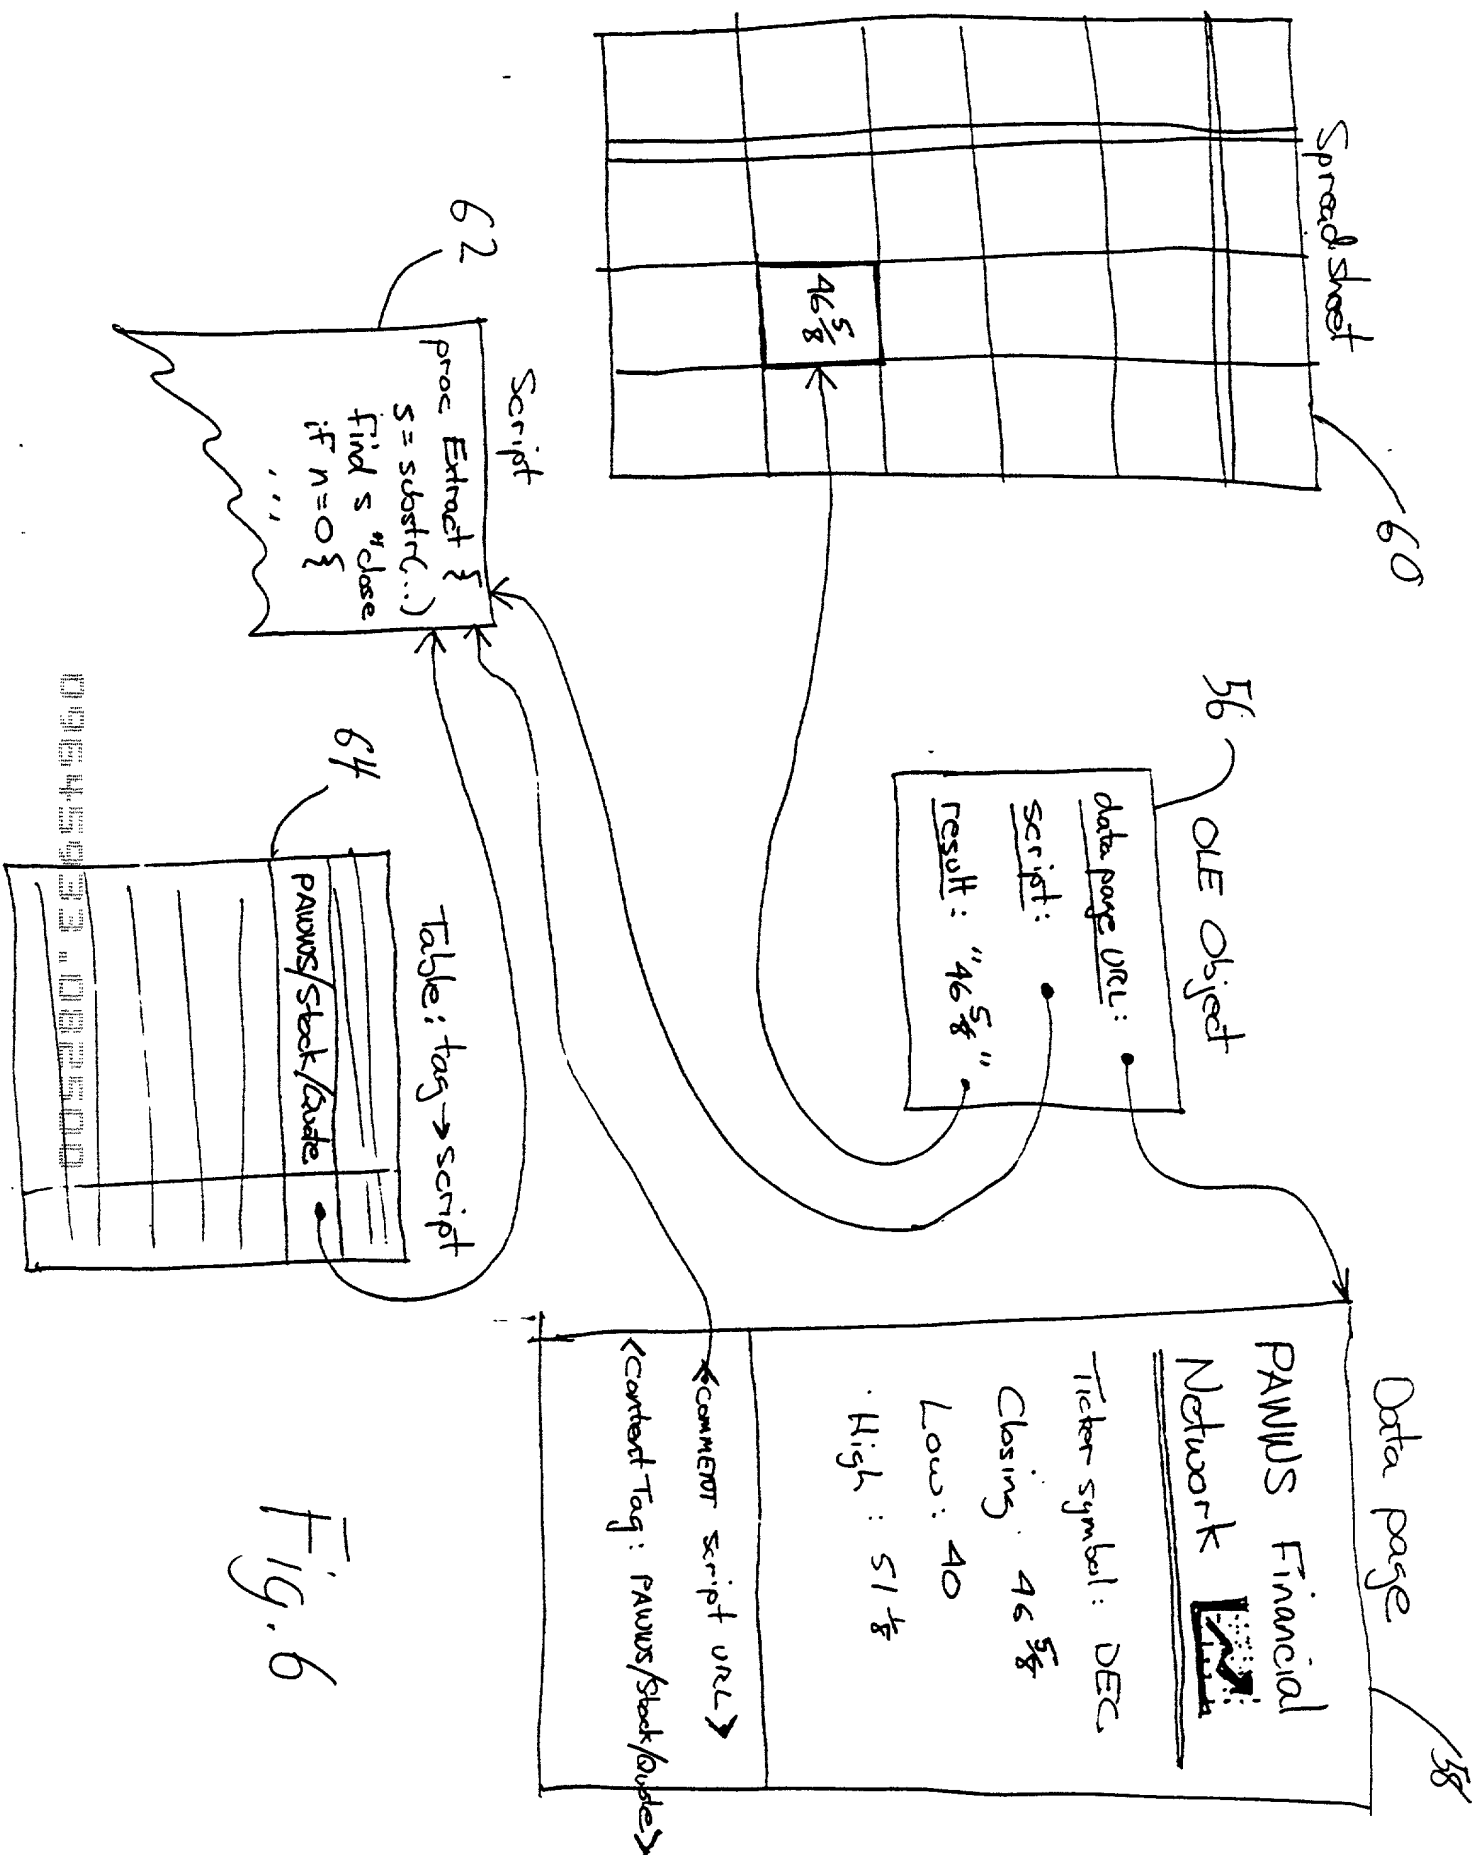 Spreadsheet
60
46 5/8
56
OLE Object
data page URL:
script:
result: "46 5/8"
Data page
58
PAWWS Financial
Network
Ticker symbol: DEC
Closing: 46 5/8
Low: 40
High: 51 1/8
<COMMENT script URL>
<Content Tag: PAWWS/Stock/Quote>
62
Script
proc Extract {
s=substr(...)
find s "close
if n=0 {
...
64
Table: tag→script
PAWWS/Stock/Quote
Fig. 6